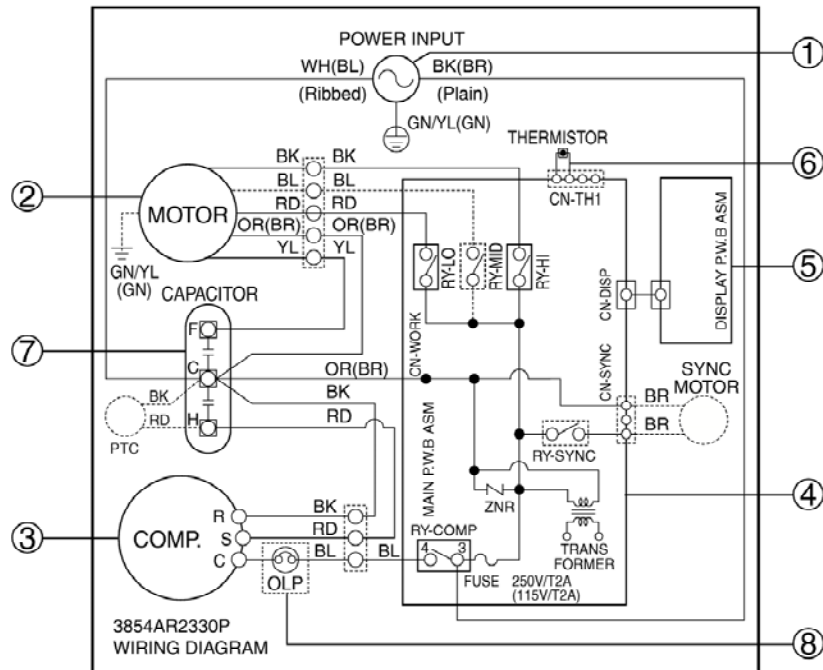 POWER INPUT
WH(BL) BK(BR)
(Ribbed) (Plain)
GN/YL(GN)
1
THERMISTOR
CN-TH1
6
2
MOTOR
BK BK
BL BL
RD RD
OR(BR) OR(BR)
YL YL
GN/YL
(GN)
RY-LO
RY-MID
RY-HI
CN-DISP
DISPLAY P.W.B ASM
5
CAPACITOR
7
F
C
H
BK
RD
PTC
OR(BR)
BK
RD
CN-WORK
CN-SYNC
SYNC
MOTOR
BR
BR
RY-SYNC
MAIN P.W.B ASM
ZNR
TRANS
FORMER
4
3
COMP.
R
S
C
BK
RD
BL BL
OLP
RY-COMP
4 3
FUSE
250V/T2A
(115V/T2A)
3854AR2330P
WIRING DIAGRAM
8